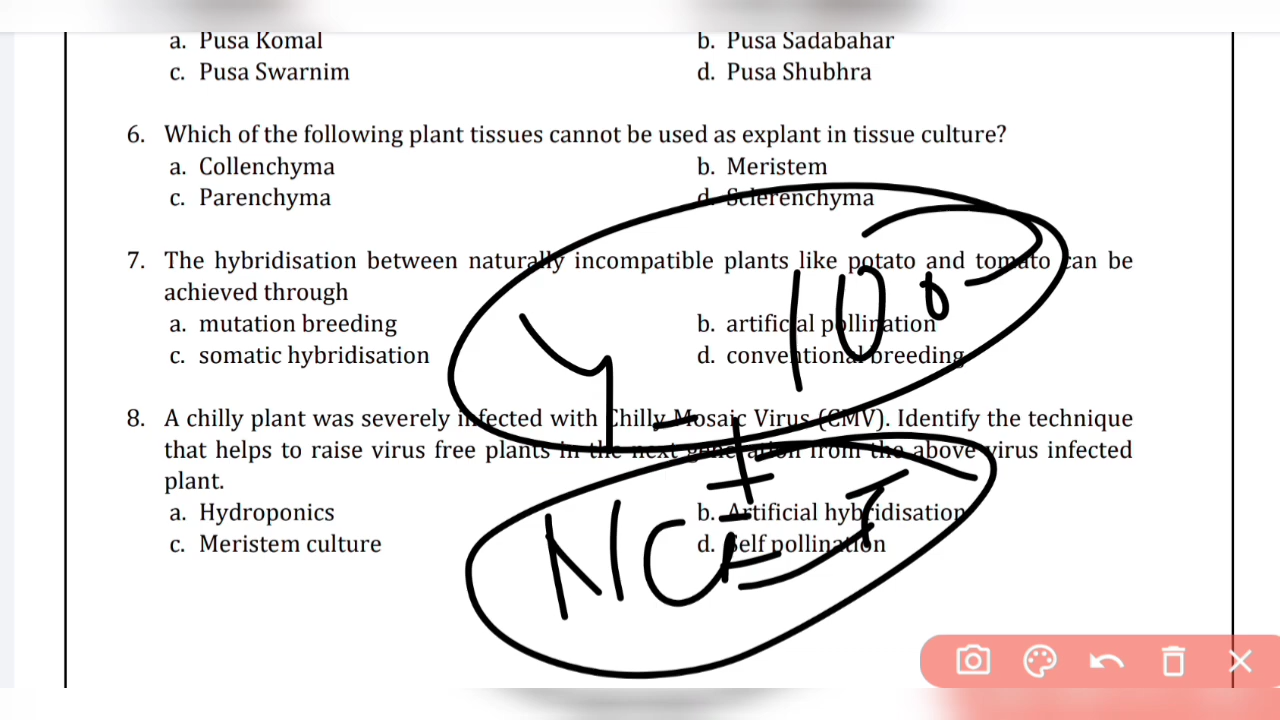 a. Pusa Komal b. Pusa Sadabahar
c. Pusa Swarnim d. Pusa Shubhra
6. Which of the following plant tissues cannot be used as explant in tissue culture?
a. Collenchyma b. Meristem
c. Parenchyma d. Sclerenchyma
7. The hybridisation between naturally incompatible plants like potato and tomato can be
achieved through
a. mutation breeding b. artificial pollination
c. somatic hybridisation d. conventional breeding
8. A chilly plant was severely infected with Chilly Mosaic Virus (CMV). Identify the technique
that helps to raise virus free plants in the next generation from the above virus infected
plant.
a. Hydroponics b. Artificial hybridisation
c. Meristem culture d. Self pollination
100
NCE